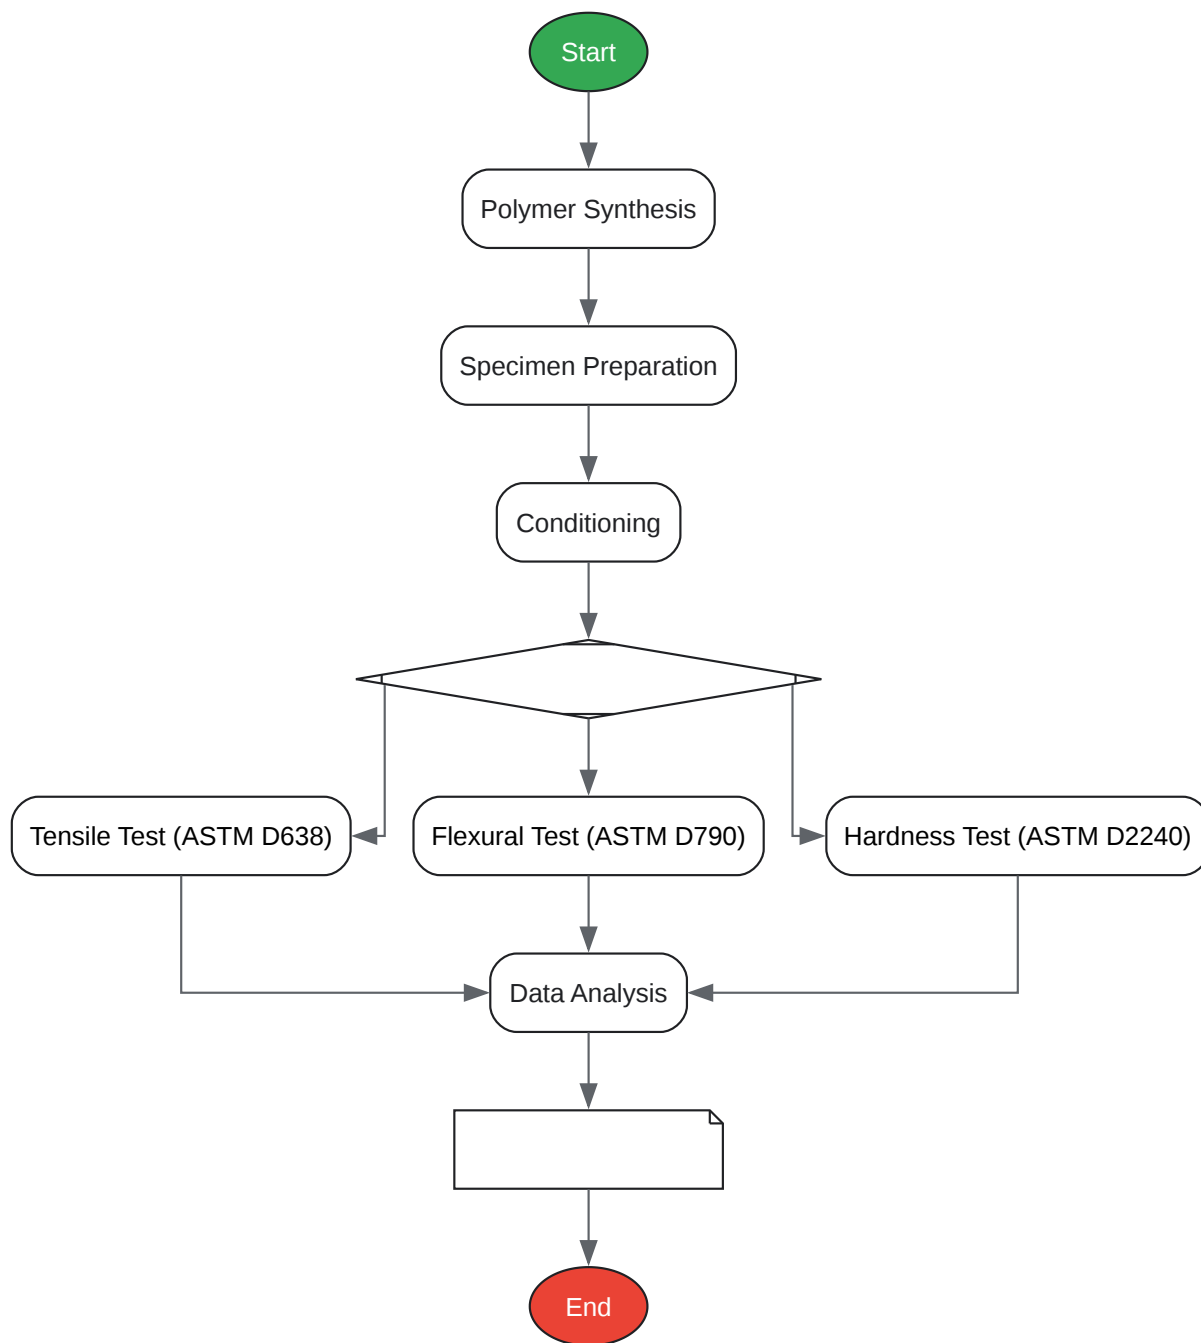 Start
Polymer Synthesis
Specimen Preparation
Conditioning
Tensile Test (ASTM D638)
Flexural Test (ASTM D790)
Hardness Test (ASTM D2240)
Data Analysis
End